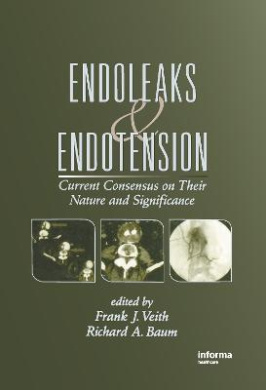 ENDOLEAKS
&
ENDOTENSION
Current Consensus on Their
Nature and Significance
edited by
Frank J. Veith
Richard A. Baum
informa
healthcare